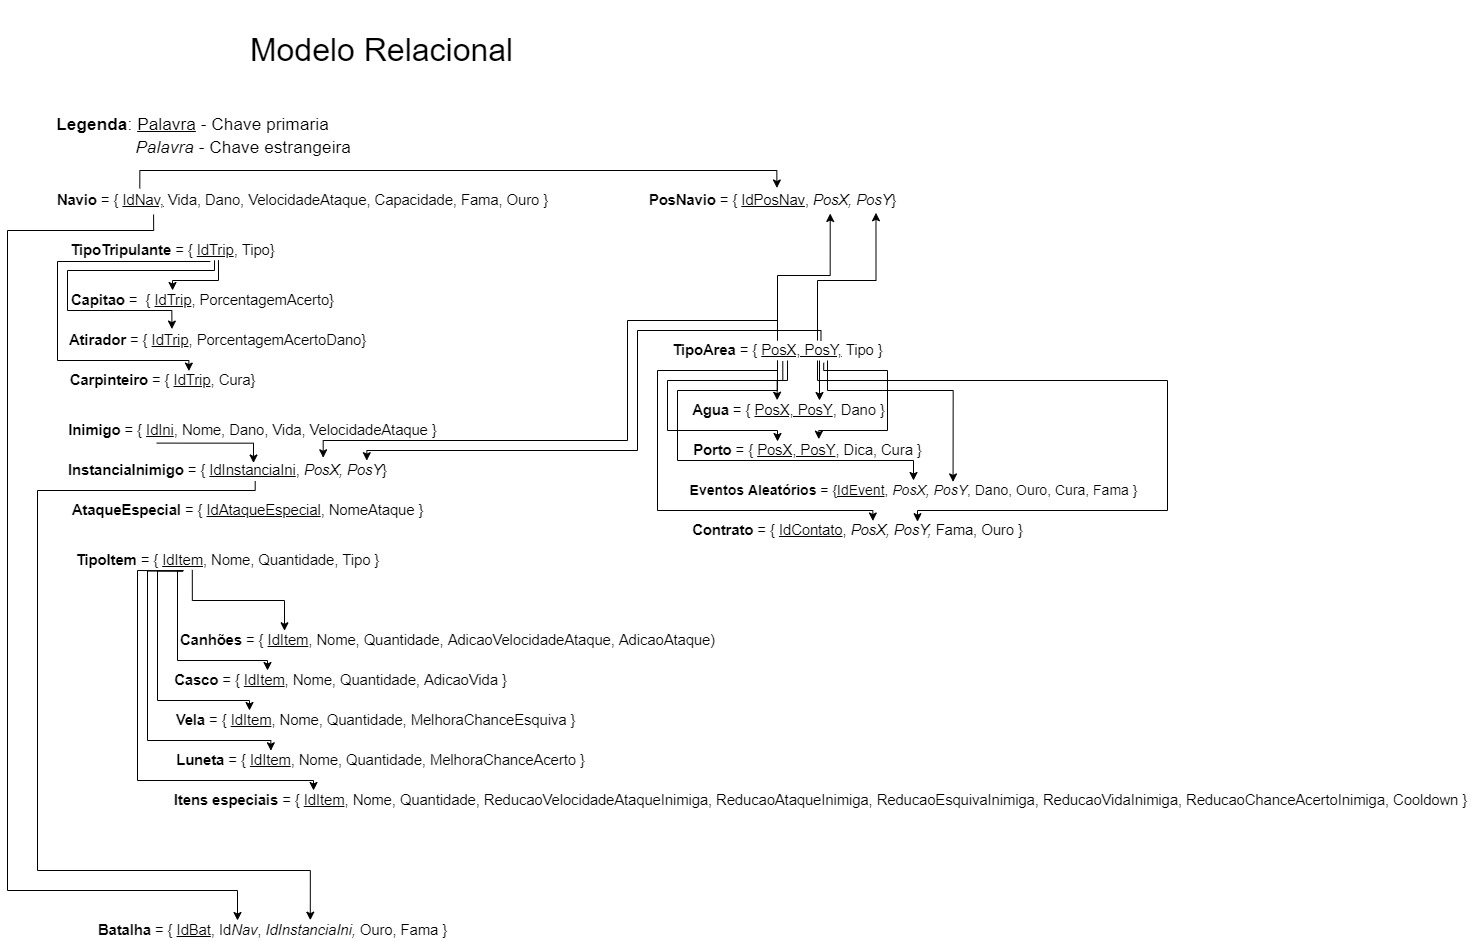 Modelo Relacional
Legenda: Palavra - Chave primaria
Palavra - Chave estrangeira
Navio = { IdNav, Vida, Dano, VelocidadeAtaque, Capacidade, Fama, Ouro }
PosNavio = { IdPosNav, PosX, PosY}
TipoTripulante = { IdTrip, Tipo}
Capitao = { IdTrip, PorcentagemAcerto}
Atirador = { IdTrip, PorcentagemAcertoDano}
TipoArea = { PosX, PosY, Tipo }
Carpinteiro = { IdTrip, Cura}
Agua = { PosX, PosY, Dano }
Inimigo = { IdIni, Nome, Dano, Vida, VelocidadeAtaque }
Porto = { PosX, PosY, Dica, Cura }
InstanciaInimigo = { IdInstanciaIni, PosX, PosY}
Eventos Aleatórios = {IdEvent, PosX, PosY, Dano, Ouro, Cura, Fama }
AtaqueEspecial = { IdAtaqueEspecial, NomeAtaque }
Contrato = { IdContato, PosX, PosY, Fama, Ouro }
TipoItem = { IdItem, Nome, Quantidade, Tipo }
Canhões = { IdItem, Nome, Quantidade, AdicaoVelocidadeAtaque, AdicaoAtaque)
Casco = { IdItem, Nome, Quantidade, AdicaoVida }
Vela = { IdItem, Nome, Quantidade, MelhoraChanceEsquiva }
Luneta = { IdItem, Nome, Quantidade, MelhoraChanceAcerto }
Itens especiais = { IdItem, Nome, Quantidade, ReducaoVelocidadeAtaqueInimiga, ReducaoAtaqueInimiga, ReducaoEsquivaInimiga, ReducaoVidaInimiga, ReducaoChanceAcertoInimiga, Cooldown }
Batalha = { IdBat, IdNav, IdInstanciaIni, Ouro, Fama }